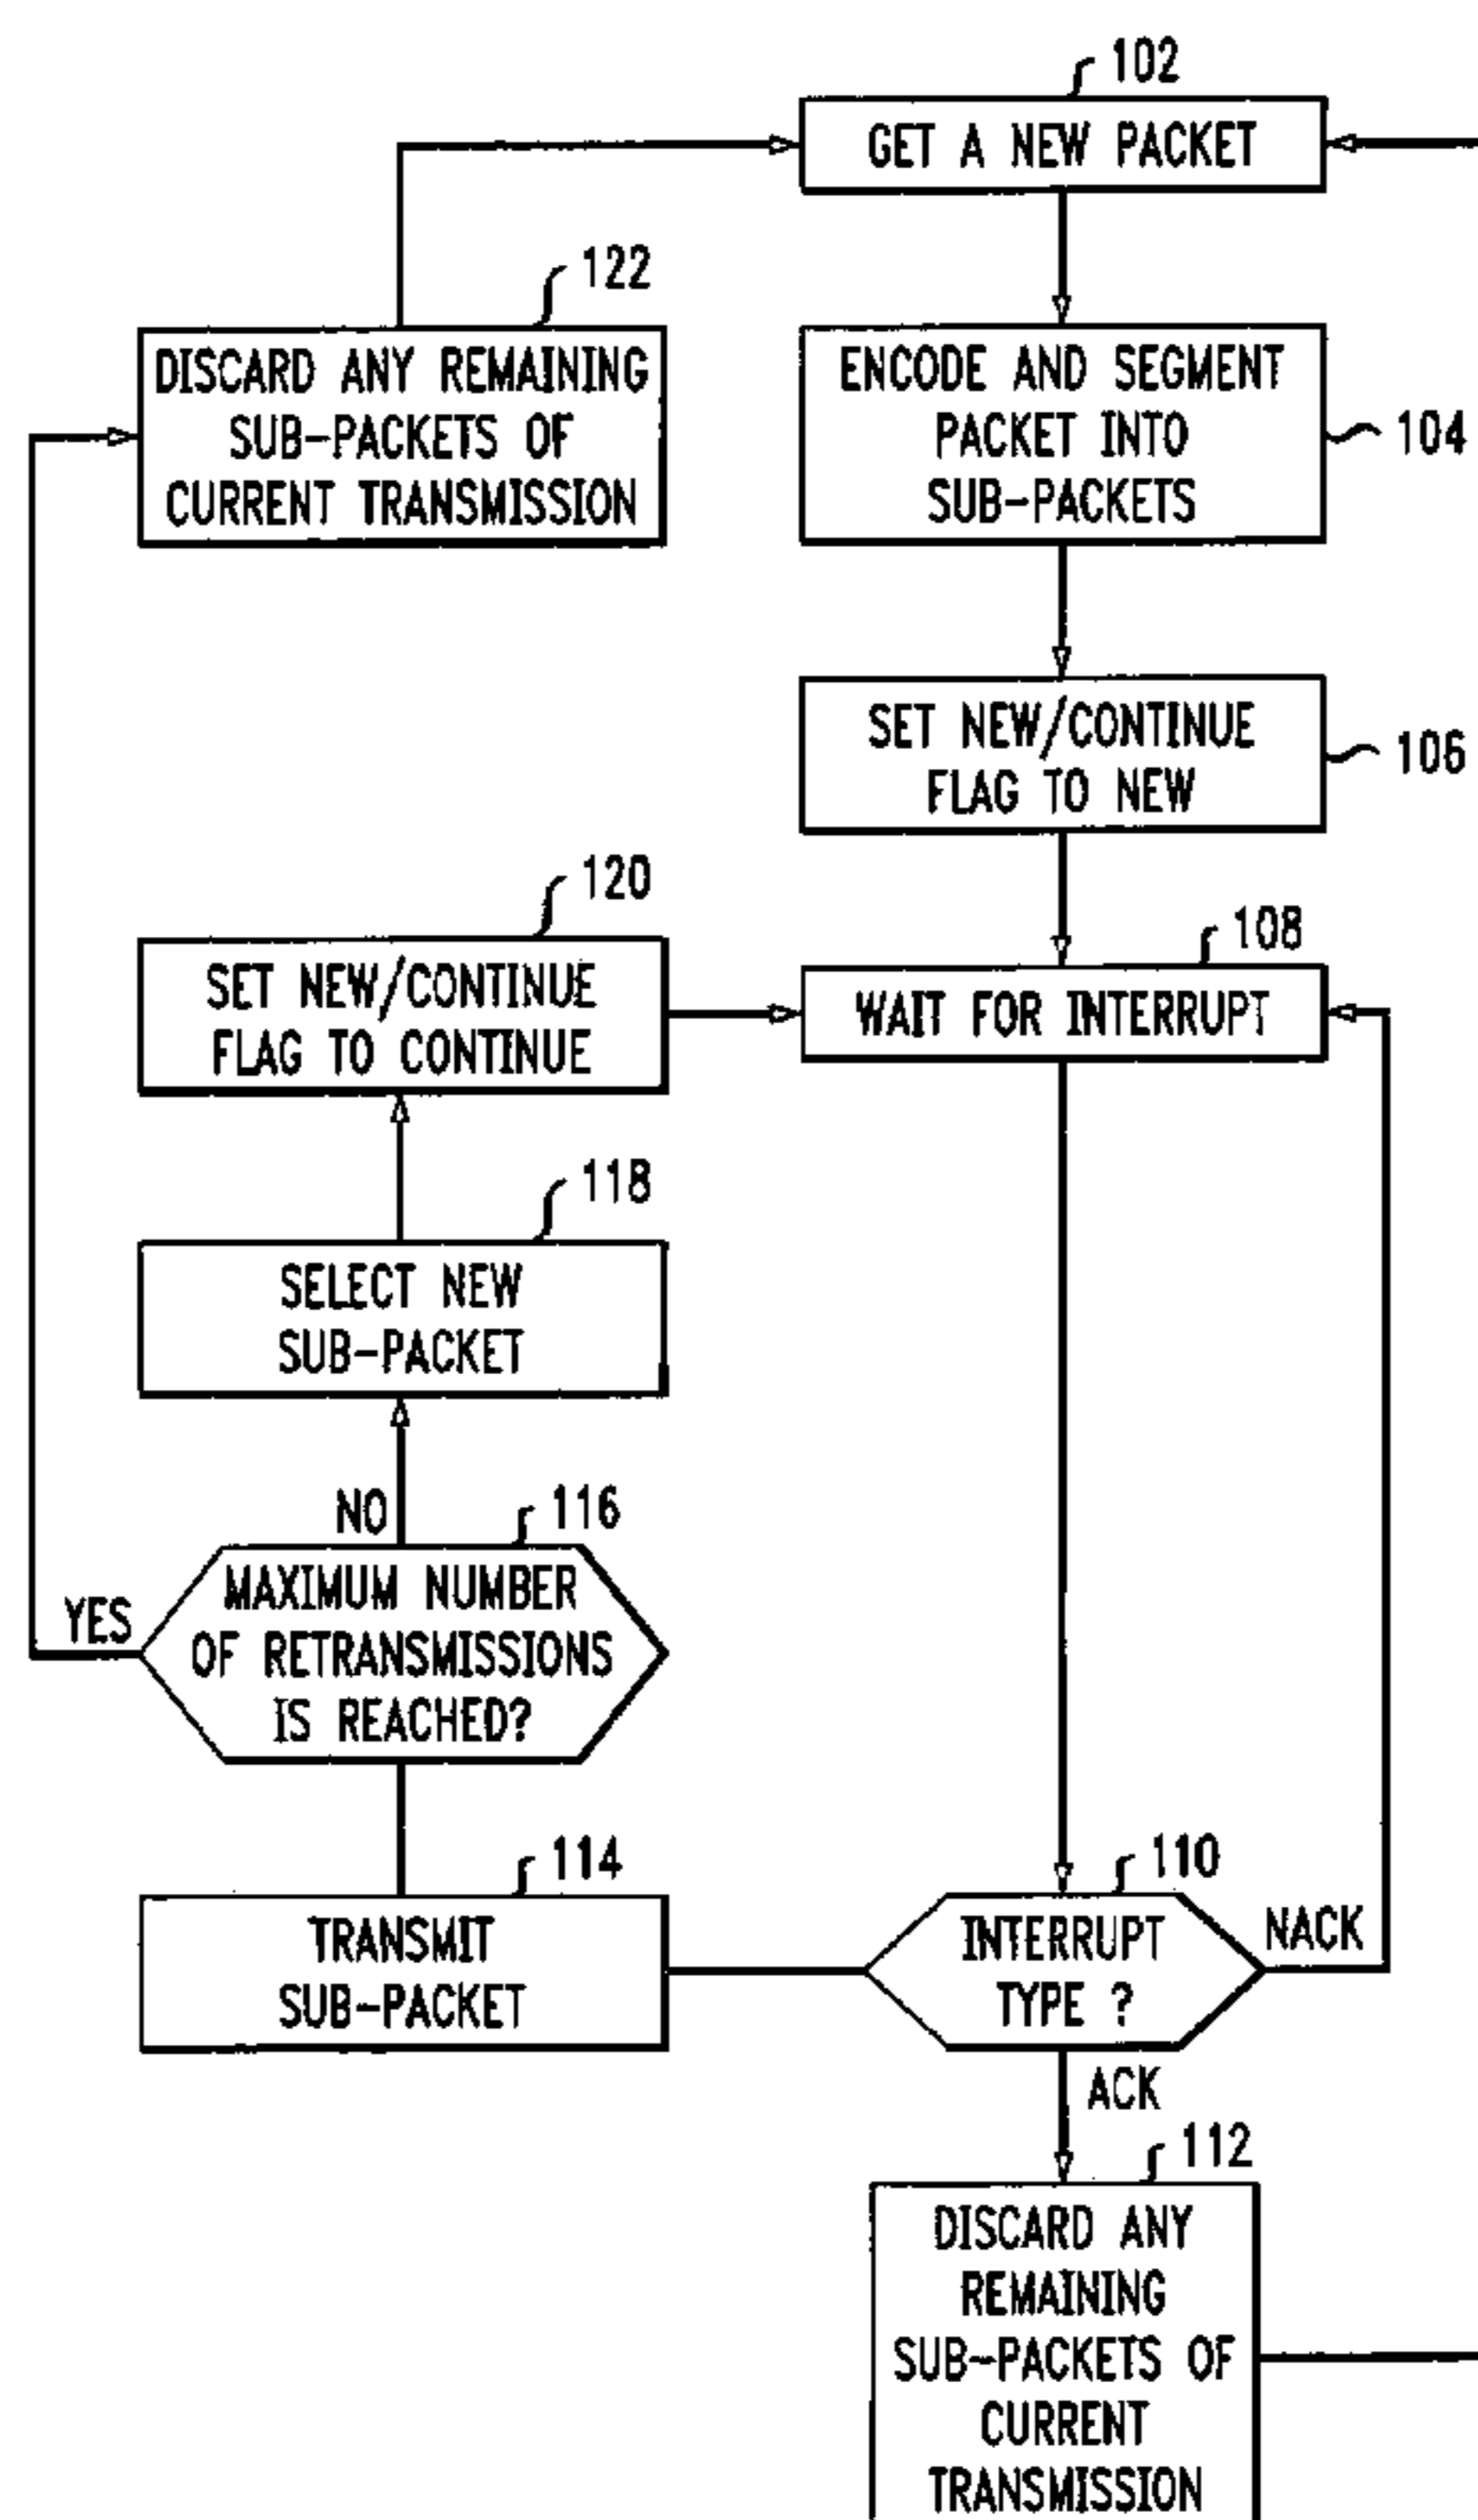 102
GET A NEW PACKET
122
DISCARD ANY REMAINING
SUB-PACKETS OF
CURRENT TRANSMISSION
ENCODE AND SEGMENT
PACKET INTO
SUB-PACKETS
104
SET NEW/CONTINUE
FLAG TO NEW
106
120
SET NEW/CONTINUE
FLAG TO CONTINUE
108
WAIT FOR INTERRUPT
118
SELECT NEW
SUB-PACKET
NO
116
MAXIMUM NUMBER
OF RETRANSMISSIONS
IS REACHED?
YES
114
TRANSMIT
SUB-PACKET
110
INTERRUPT
TYPE ?
NACK
ACK
112
DISCARD ANY
REMAINING
SUB-PACKETS OF
CURRENT
TRANSMISSION